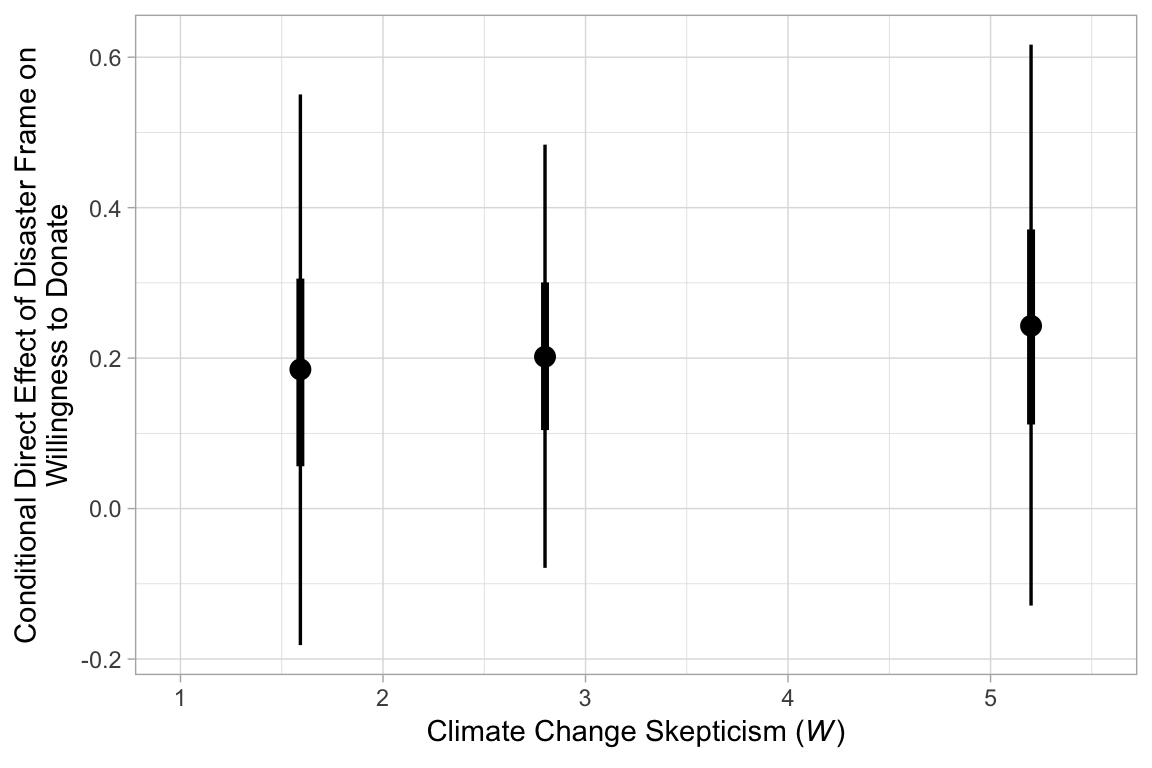 Conditional Direct Effect of Disaster Frame on
Willingness to Donate
0.6
0.4
0.2
0.0
-0.2
1 2 3 4 5
Climate Change Skepticism (W)